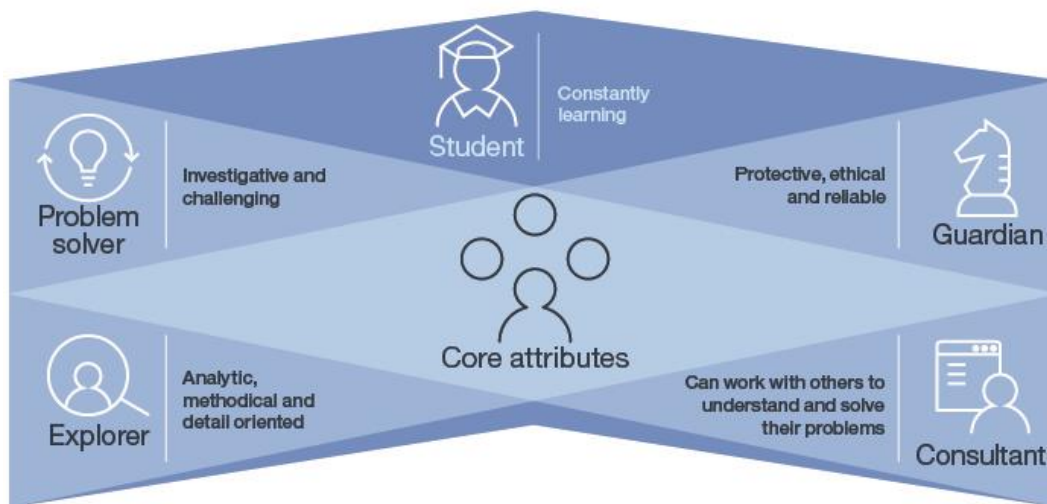 Student
Constantly
learning
Problem
solver
Investigative and
challenging
Protective, ethical
and reliable
Guardian
Core attributes
Explorer
Analytic,
methodical and
detail oriented
Can work with others to
understand and solve
their problems
Consultant